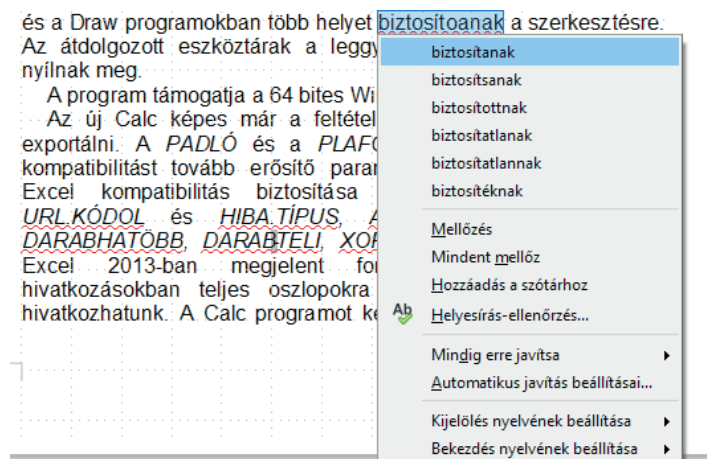 és a Draw programokban több helyet biztosítoanak a szerkesztésre.
Az átdolgozott eszköztárak a leggy
nyílnak meg.
A program támogatja a 64 bites Wi
Az új Calc képes már a feltétel
exportálni. A PADLÓ és a PLAFO
kompatibilitást tovább erősítő paran
Excel kompatibilitás biztosítása
URL.KÓDOL és HIBA.TÍPUS, A
DARABHATÖBB, DARABTELI, XOR
Excel 2013-ban megjelent for
hivatkozásokban teljes oszlopokra
hivatkozhatunk. A Calc programot ke
biztosítanak
biztosítsanak
biztosítottnak
biztosítatlanak
biztosítatlannak
biztosítéknak
Mellőzés
Mindent mellőz
Hozzáadás a szótárhoz
Helyesírás-ellenőrzés...
Mindig erre javítsa
Automatikus javítás beállításai...
Kijelölés nyelvének beállítása
Bekezdés nyelvének beállítása